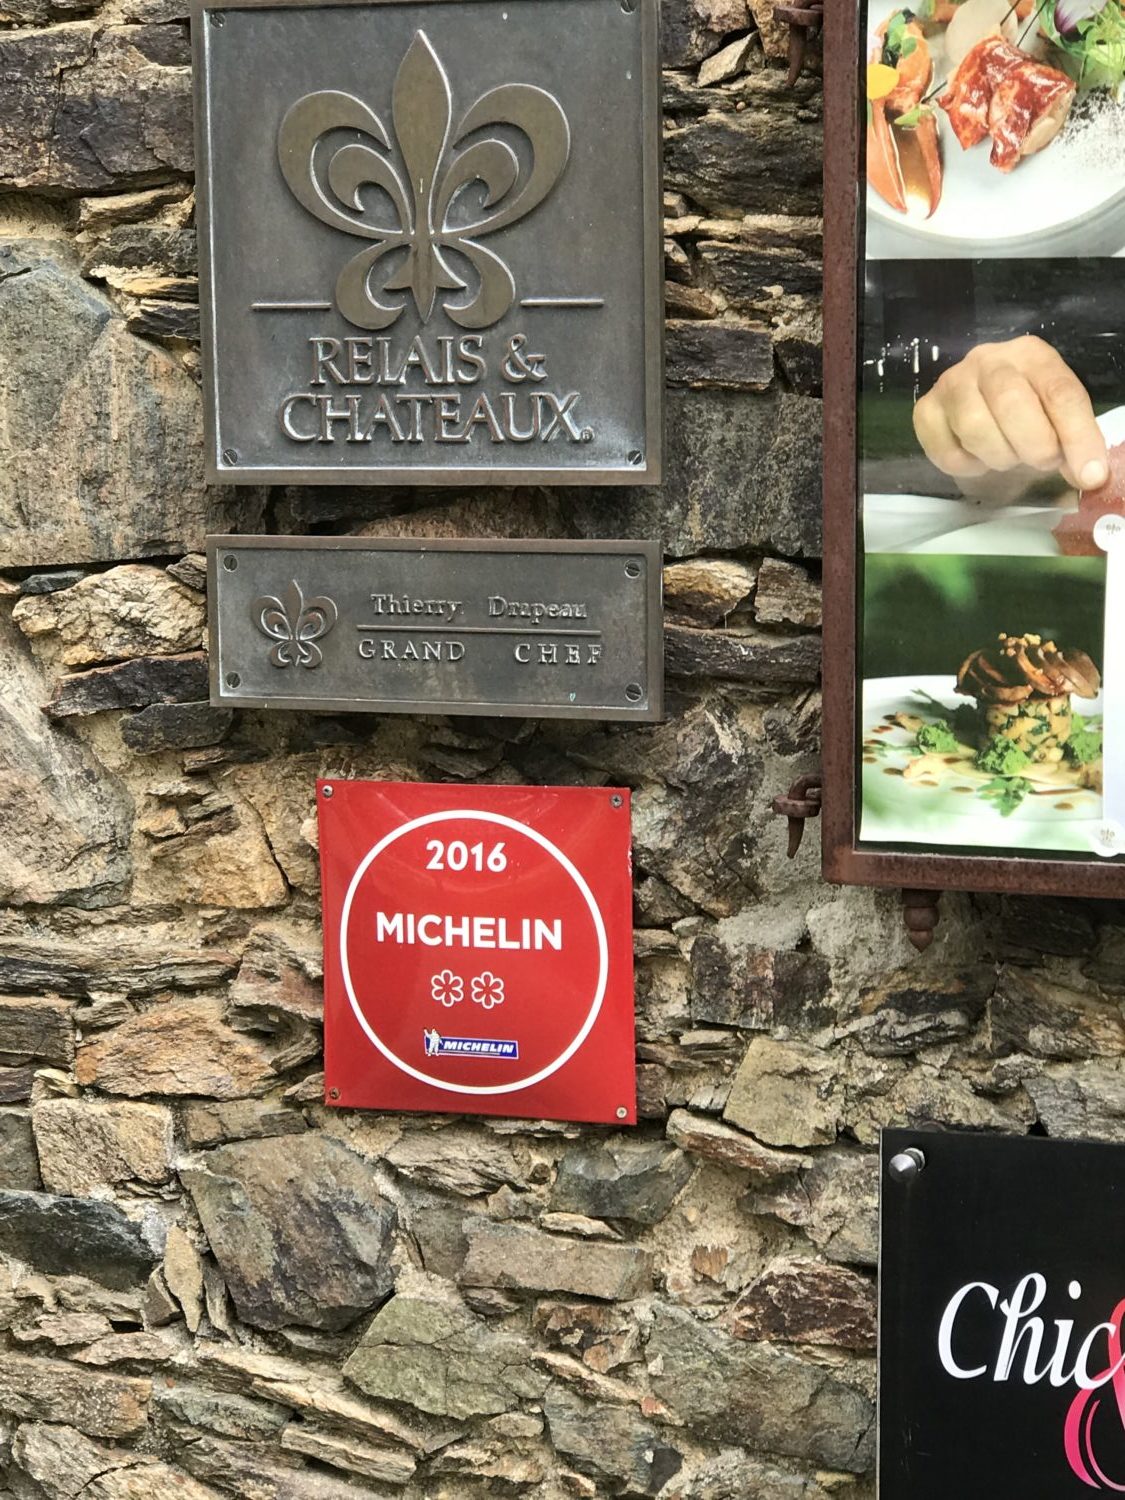 RELAIS &
CHATEAUX®
Thierry Drapeau
GRAND CHEF
2016
MICHELIN
MICHELIN
Chic
&